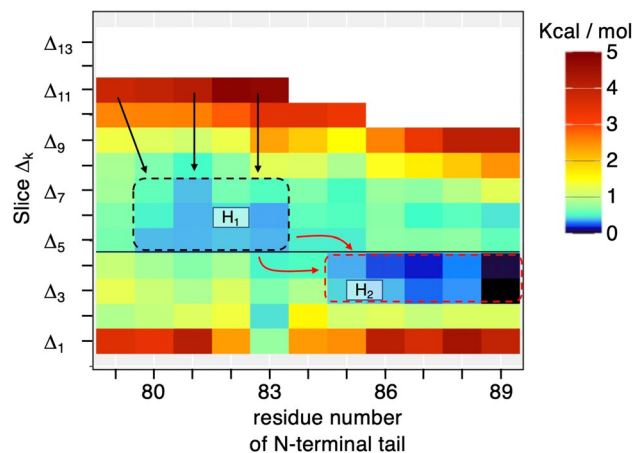 Kcal / mol
Δ13
Δ11
Δ9
Δ7
Δ5
Δ3
Δ1
Slice Δk
H1
H2
5
4
3
2
1
0
80
83
86
89
residue number
of N-terminal tail